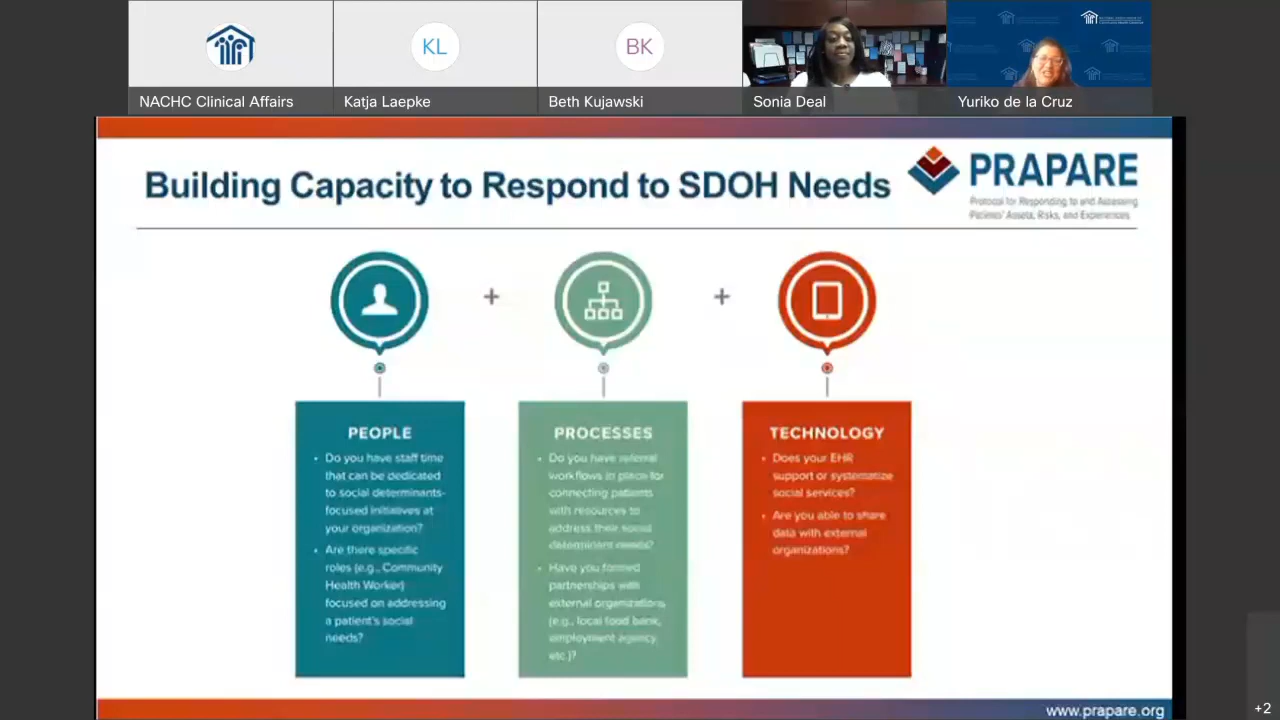 KL
BK
NACHC Clinical Affairs
Katja Laepke
Beth Kujawski
Sonia Deal
Yuriko de la Cruz
Building Capacity to Respond to SDOH Needs
PRAPARE
Protocol for Responding to and Assessing
Patients' Assets, Risks, and Experiences
+
+
PEOPLE
• Do you have staff time
that can be dedicated
to social determinants-
focused initiatives at
your organization?
• Are there specific
roles (e.g., Community
Health Worker)
focused on addressing
a patient's social
needs?
PROCESSES
• Do you have referral
workflows in place for
connecting patients
with resources to
address their social
determinant needs?
• Have you formed
partnerships with
external organizations
(e.g., local food bank,
employment agency,
etc.)?
TECHNOLOGY
• Does your EHR
support or systematize
social services?
• Are you able to share
data with external
organizations?
www.prapare.org
+2